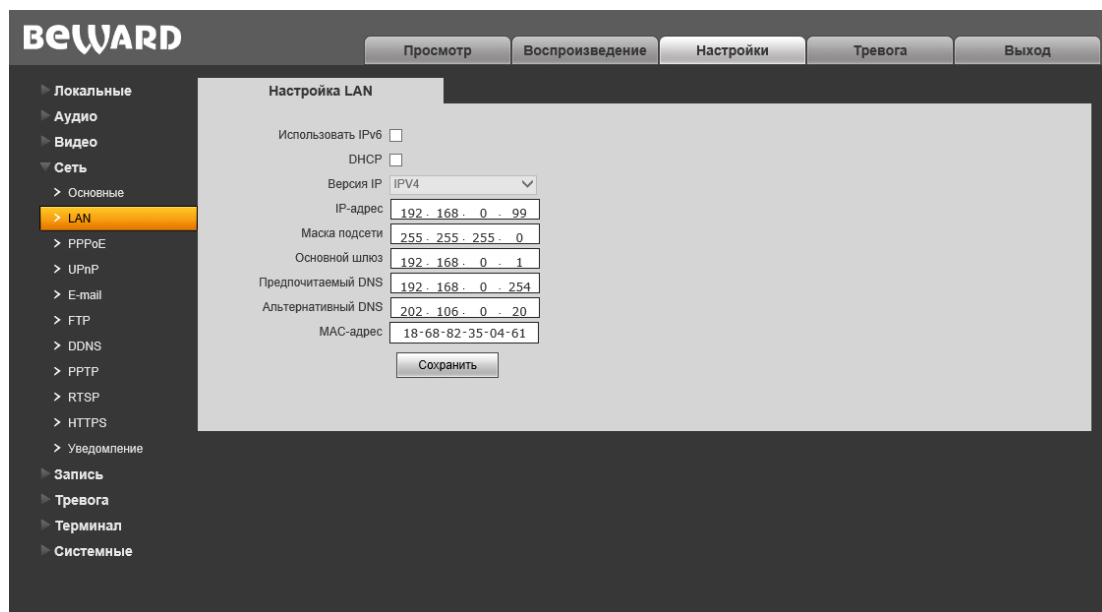 BEWARD
Просмотр Воспроизведение Настройки Тревога Выход
Локальные
Аудио
Видео
Сеть
Основные
LAN
PPPoE
UPnP
E-mail
FTP
DDNS
PPTP
RTSP
HTTPS
Уведомление
Запись
Тревога
Терминал
Системные
Настройка LAN
Использовать IPv6
DHCP
Версия IP IPV4
IP-адрес 192 . 168 . 0 . 99
Маска подсети 255 . 255 . 255 . 0
Основной шлюз 192 . 168 . 0 . 1
Предпочитаемый DNS 192 . 168 . 0 . 254
Альтернативный DNS 202 . 106 . 0 . 20
MAC-адрес 18-68-82-35-04-61
Сохранить